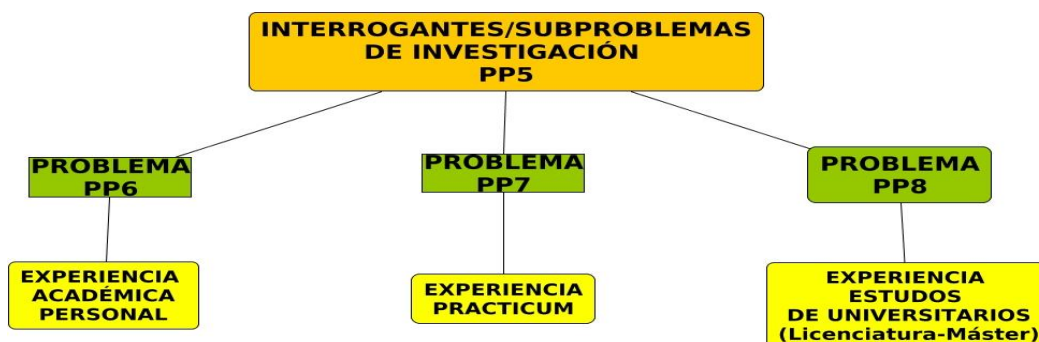 INTERROGANTES/SUBPROBLEMAS
DE INVESTIGACIÓN
PP5
PROBLEMA
PP6
PROBLEMA
PP7
PROBLEMA
PP8
EXPERIENCIA
ACADÉMICA
PERSONAL
EXPERIENCIA
PRACTICUM
EXPERIENCIA
ESTUDOS
DE UNIVERSITARIOS
(Licenciatura-Máster)